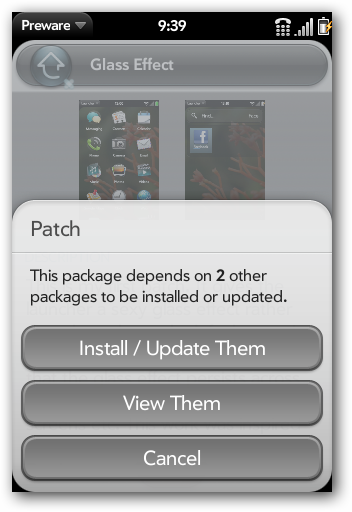 Preware
9:39
Glass Effect
Patch
This package depends on 2 other
packages to be installed or updated.
Install / Update Them
View Them
Cancel